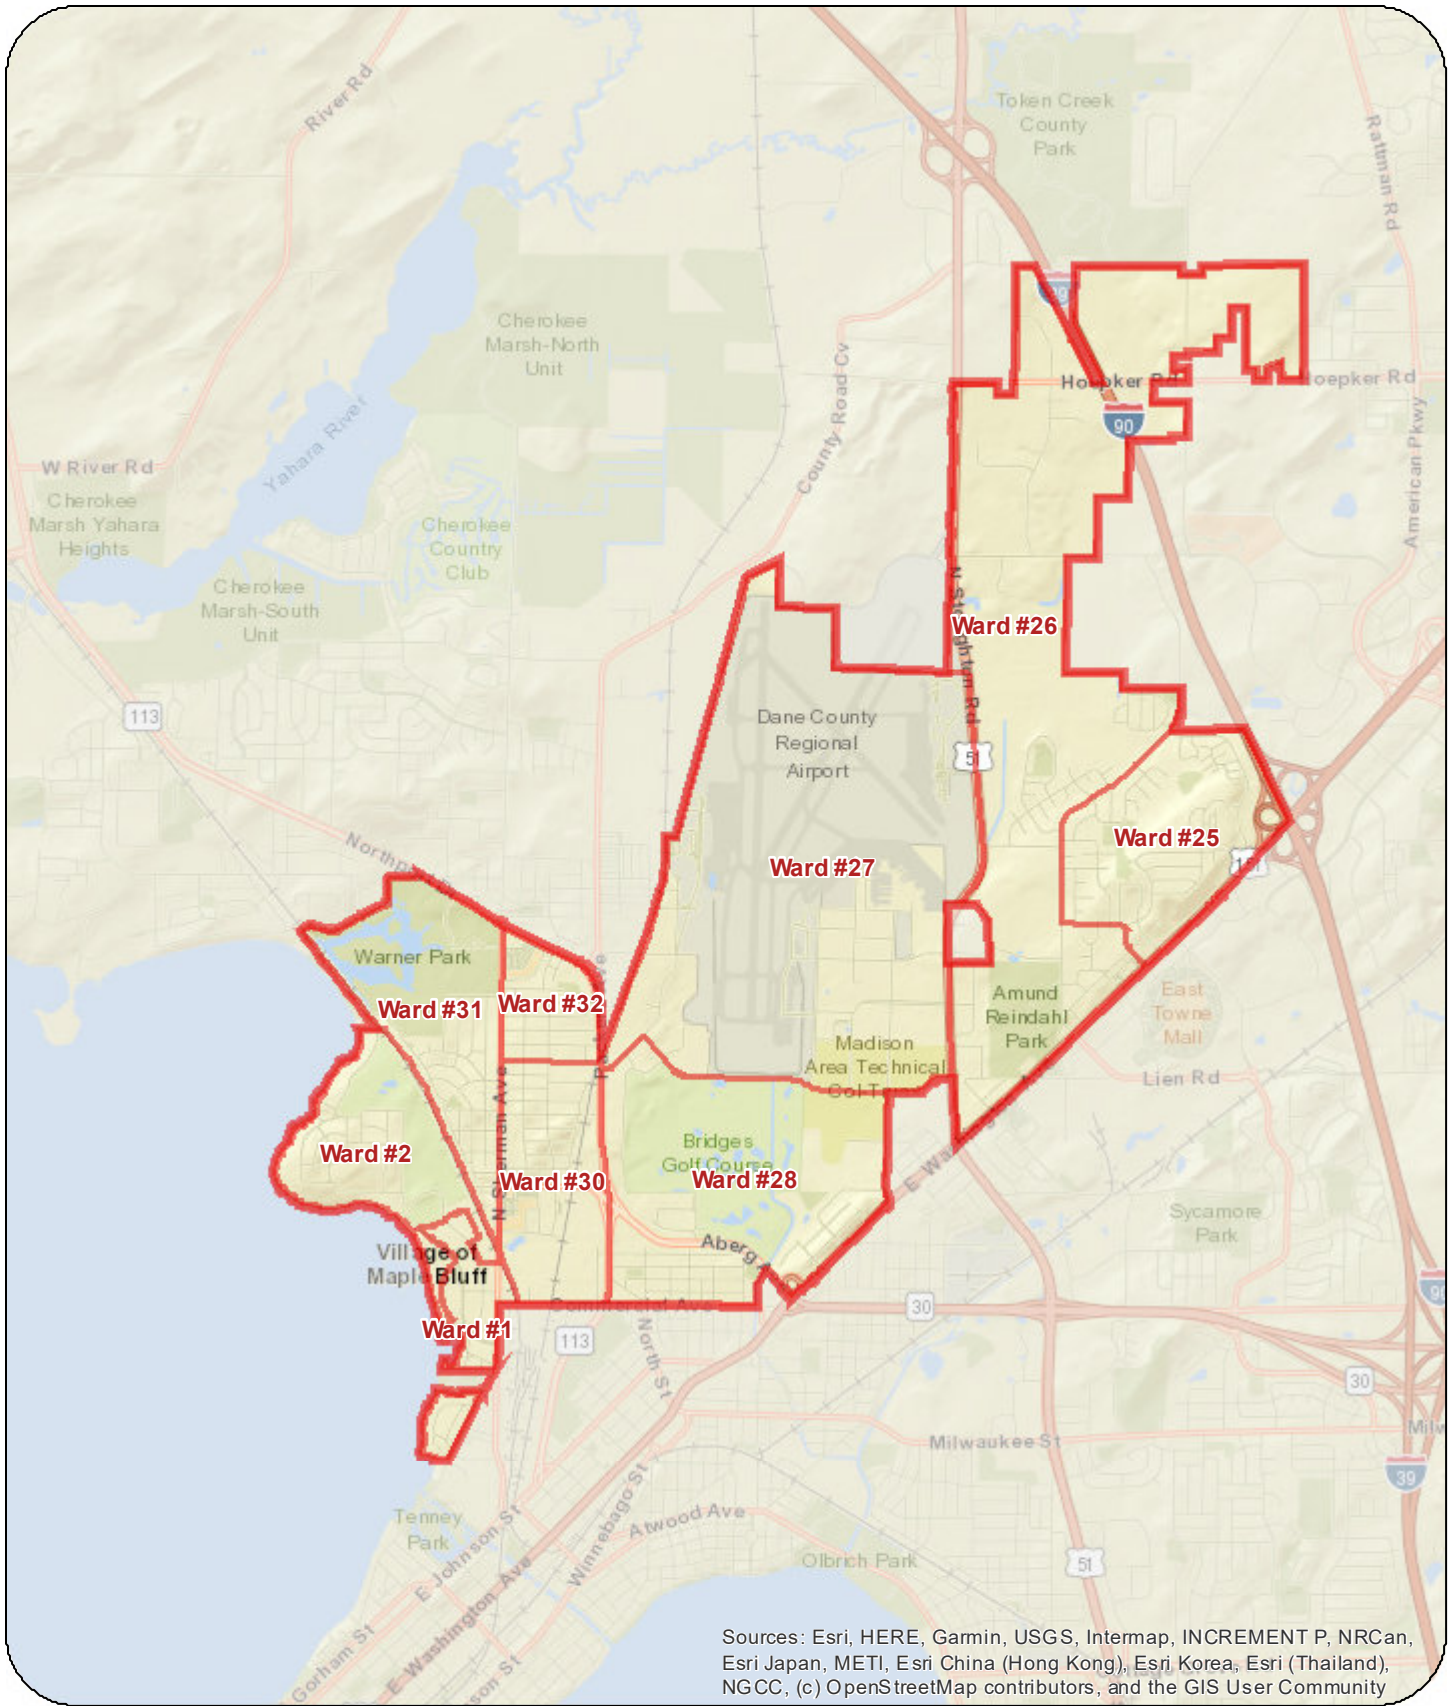 River Rd
Token Creek
County
Park
Rattman Rd
39
Cherokee
Marsh-North
Unit
County Road Cv
Hoepker Rd
Hoepker Rd
90
American Pkwy
W River Rd
Yahara River
Cherokee
Marsh Yahara
Heights
Cherokee
Country
Club
Cherokee
Marsh-South
Unit
N Stoughton Rd
Ward #26
113
Dane County
Regional
Airport
51
Ward #25
151
Ward #27
Warner Park
Ward #31
Ward #32
Amund
Reindahl
Park
East
Towne
Mall
Madison
Area Technical
Lien Rd
N Sherman Ave
Ward #2
Bridges
Golf Course
Ward #28
Ward #30
Sycamore
Park
Village of
Maple Bluff
Commercial Ave
30
90
Ward #1
113
North St
30
Milwaukee St
39
Tenney
Park
E Johnson St
Winnebago St
Atwood Ave
Olbrich Park
51
E Washington Ave
Gorham St
Sources: Esri, HERE, Garmin, USGS, Intermap, INCREMENT P, NRCan,
Esri Japan, METI, Esri China (Hong Kong), Esri Korea, Esri (Thailand),
NGCC, (c) OpenStreetMap contributors, and the GIS User Community